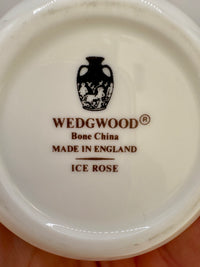 WEDGWOOD®
Bone China
MADE IN ENGLAND
ICE ROSE